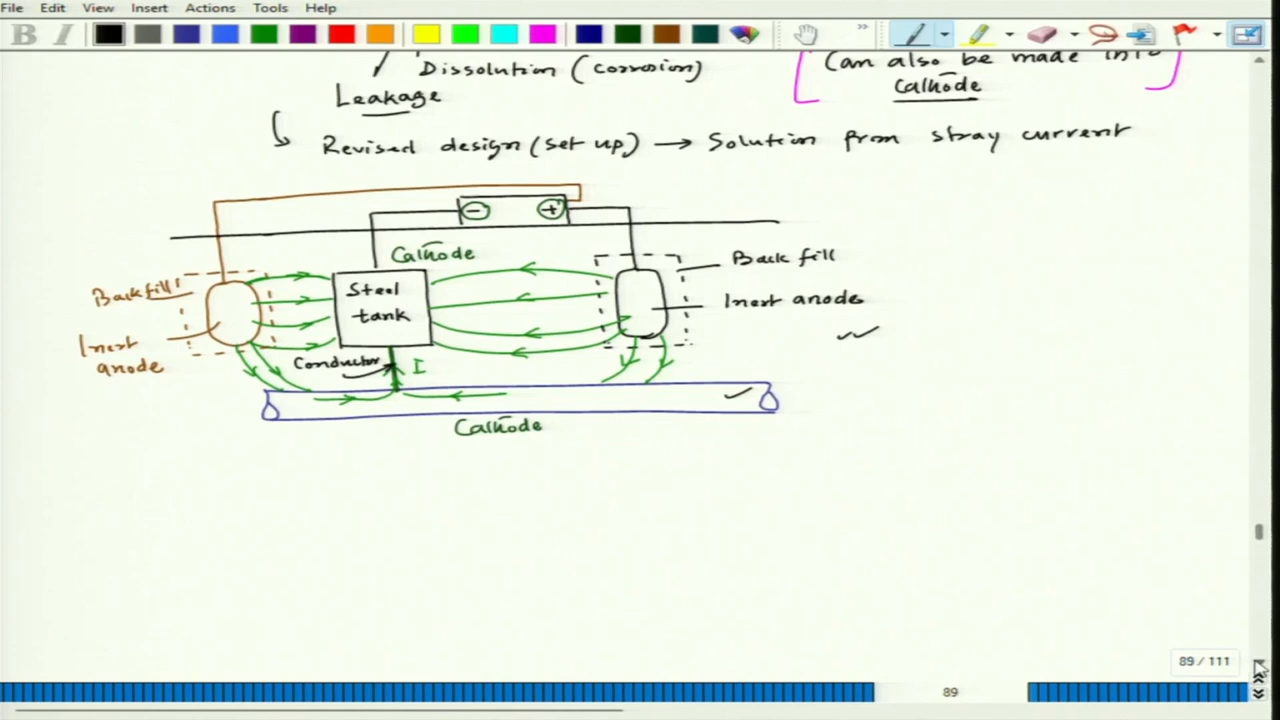 File Edit View Insert Actions Tools Help
B I
Dissolution (corrosion)
Leakage
Can also be made into
Cathode
Revised design (set up) → Solution from stray current
− +
Cathode
Back fill
Inert anode
Steel
tank
Back fill
Inert
anode
Conductor
I
Cathode
89 / 111
89